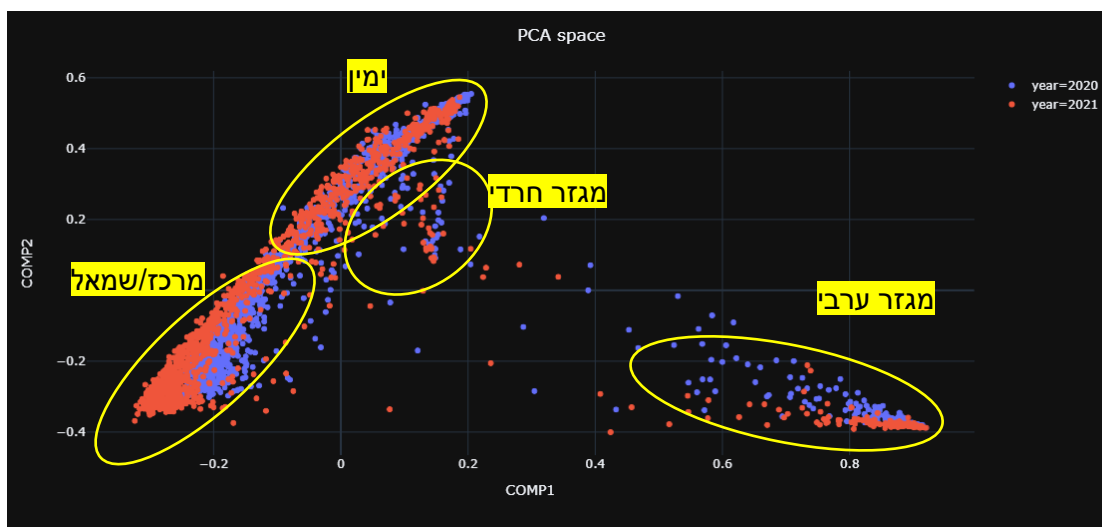 PCA space
ימין
מגזר חרדי
מרכז/שמאל
מגזר ערבי
year=2020
year=2021
COMP2
0.6
0.4
0.2
0
−0.2
−0.4
−0.2
0
0.2
0.4
0.6
0.8
COMP1